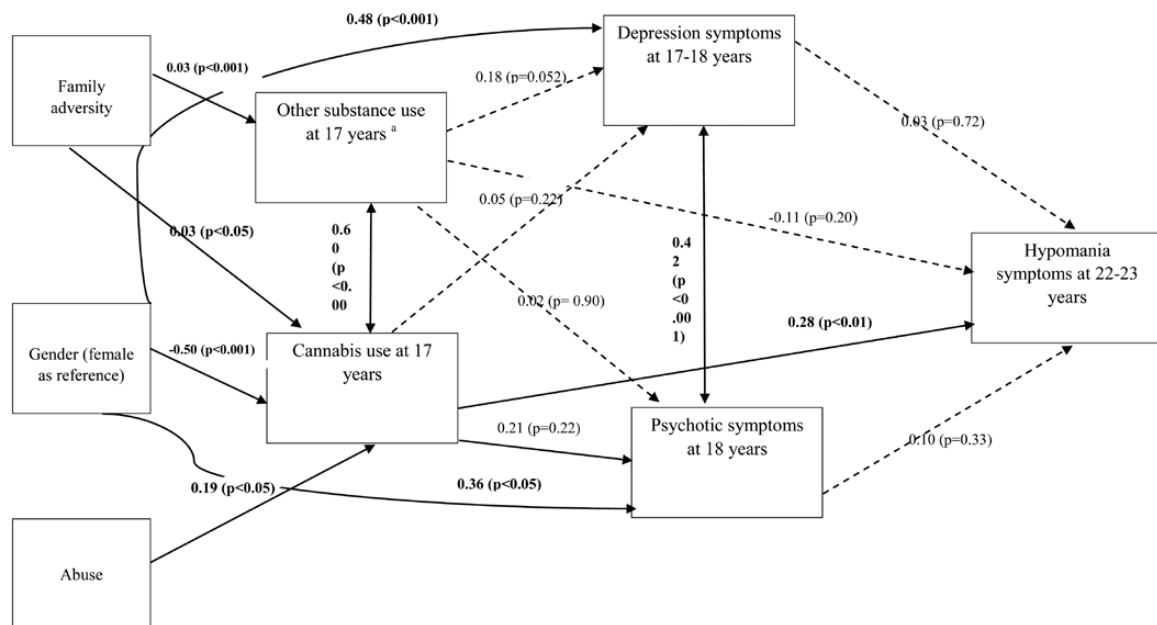 0.48 (p<0.001)
Depression symptoms
at 17-18 years
Family
adversity
0.03 (p<0.001)
0.18 (p=0.052)
Other substance use
at 17 years a
0.03 (p=0.72)
0.05 (p=0.22)
-0.11 (p=0.20)
0.03 (p<0.05)
0.6
0
(p
<0.
00
0.4
2
(p
<0
.00
1)
Hypomania
symptoms at 22-23
years
0.02 (p= 0.90)
0.28 (p<0.01)
Gender (female
as reference)
-0.50 (p<0.001)
Cannabis use at 17
years
0.21 (p=0.22)
Psychotic symptoms
at 18 years
0.10 (p=0.33)
0.19 (p<0.05)
0.36 (p<0.05)
Abuse